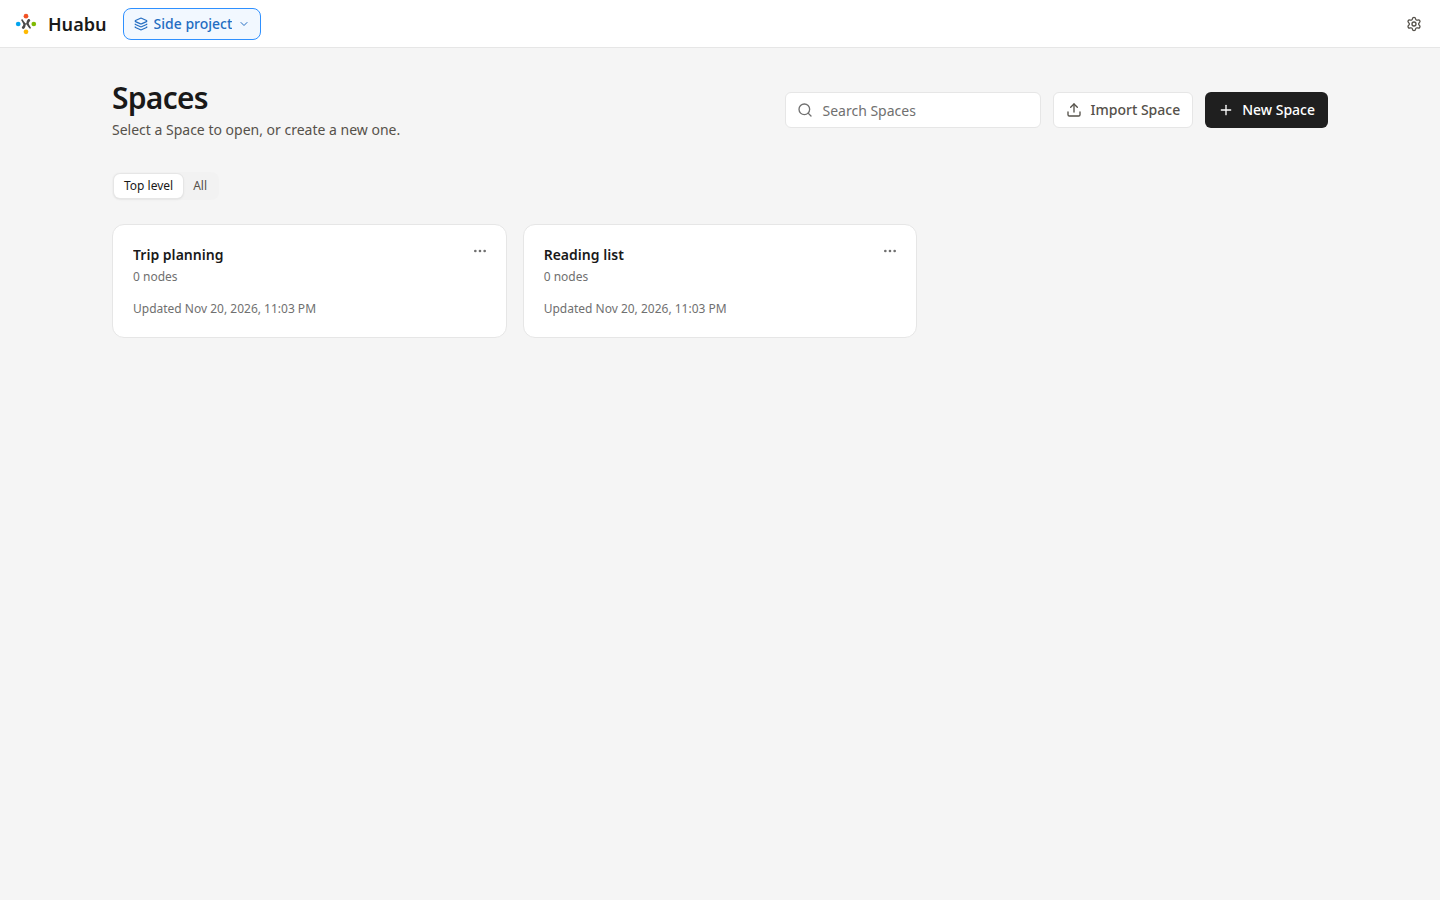 Huabu
Side project
Spaces
Select a Space to open, or create a new one.
Search Spaces
Import Space
New Space
Top level
All
Trip planning
0 nodes
Updated Nov 20, 2026, 11:03 PM
Reading list
0 nodes
Updated Nov 20, 2026, 11:03 PM